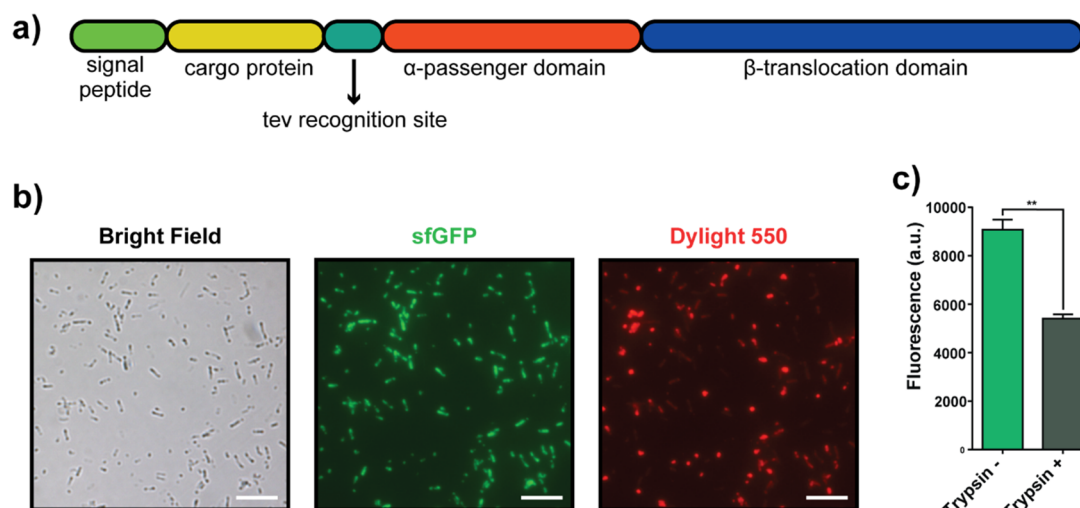 a)
signal
peptide
cargo protein
α-passenger domain
β-translocation domain
tev recognition site
b)
Bright Field
sfGFP
Dylight 550
c)
**
Fluorescence (a.u.)
10000
8000
6000
4000
2000
0
Trypsin -
Trypsin +